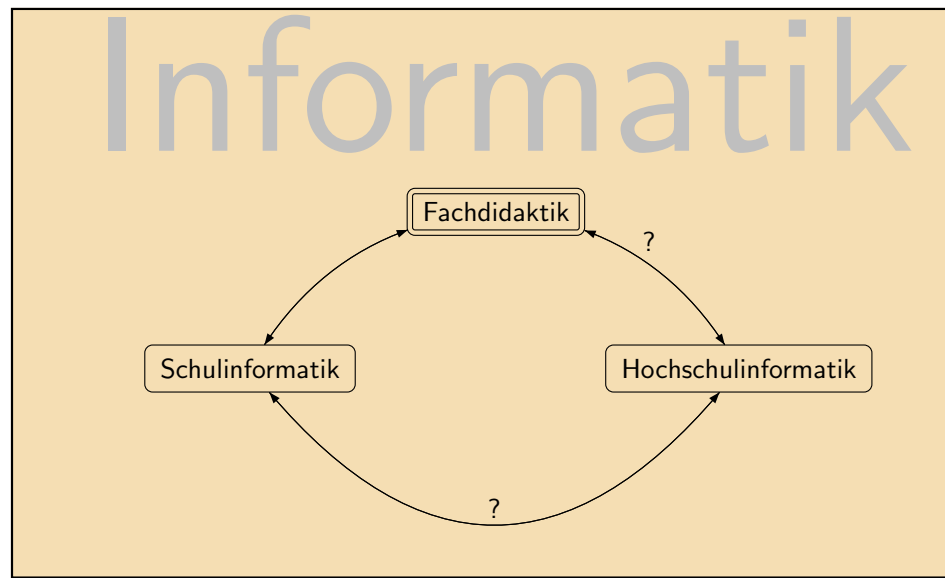 Informatik
Fachdidaktik
?
Schulinformatik
Hochschulinformatik
?